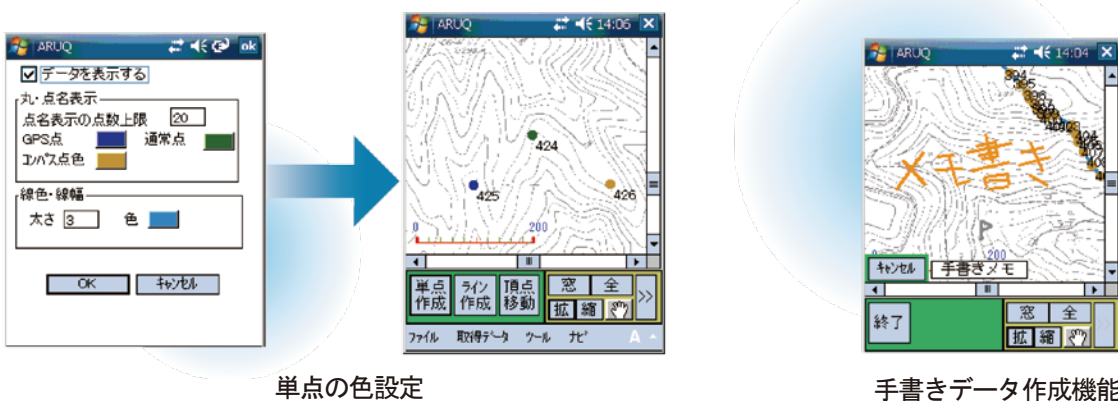 ARUQ ok
データを表示する
丸・点名表示
点名表示の点数上限 20
GPS点 通常点
コンパス点色
線色・線幅
太さ 3 色
OK キャンセル
ARUQ 14:06
424
425
426
0 200
単点作成 ライン作成 頂点移動 窓 全
拡 縮 >>
ファイル 取得データ ツール ナビ A
単点の色設定
ARUQ 14:04
394
395
396
メモ書き
200
キャンセル 手書きメモ
終了 窓 全
拡 縮
手書きデータ作成機能